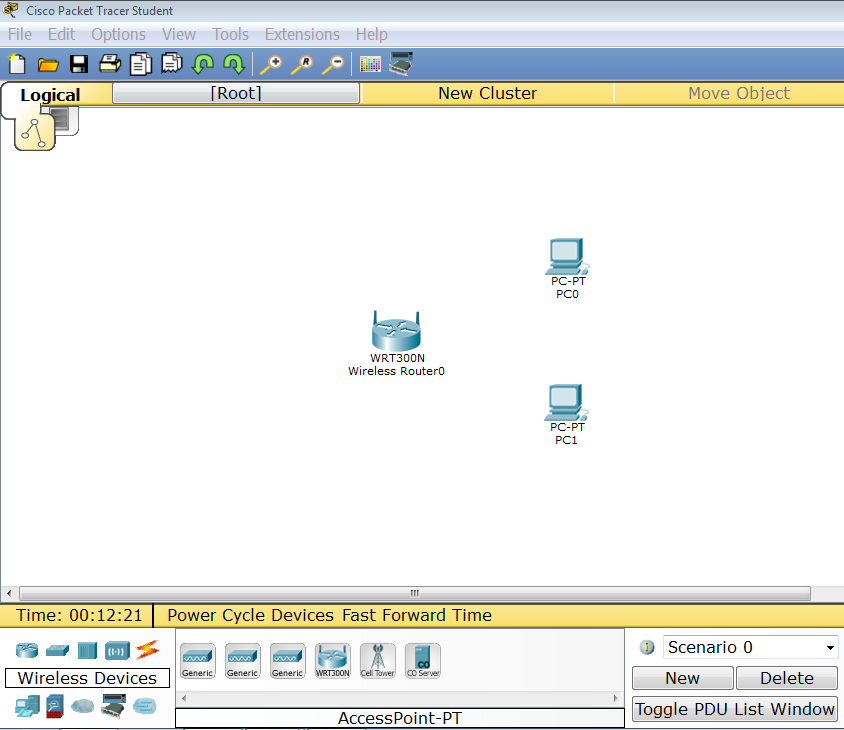 Cisco Packet Tracer Student
File Edit Options View Tools Extensions Help
Logical [Root] New Cluster Move Object
PC-PT
PC0
WRT300N
Wireless Router0
PC-PT
PC1
Time: 00:12:21 Power Cycle Devices Fast Forward Time
Scenario 0
Generic Generic Generic WRT300N Cell Tower CO Server
Wireless Devices
New Delete
Toggle PDU List Window
AccessPoint-PT